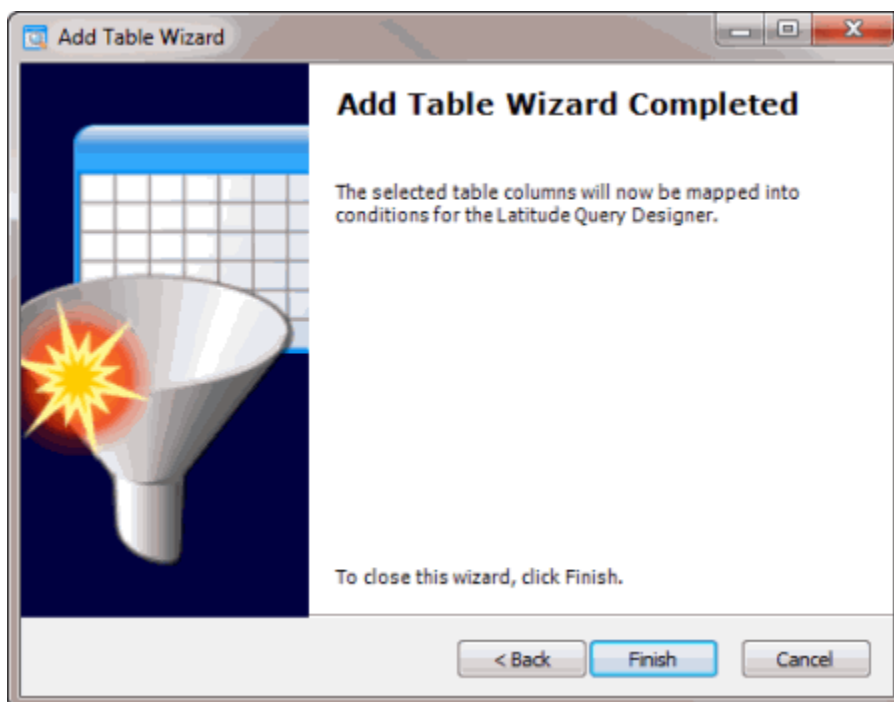 Add Table Wizard
Add Table Wizard Completed
The selected table columns will now be mapped into
conditions for the Latitude Query Designer.
To close this wizard, click Finish.
< Back Finish Cancel